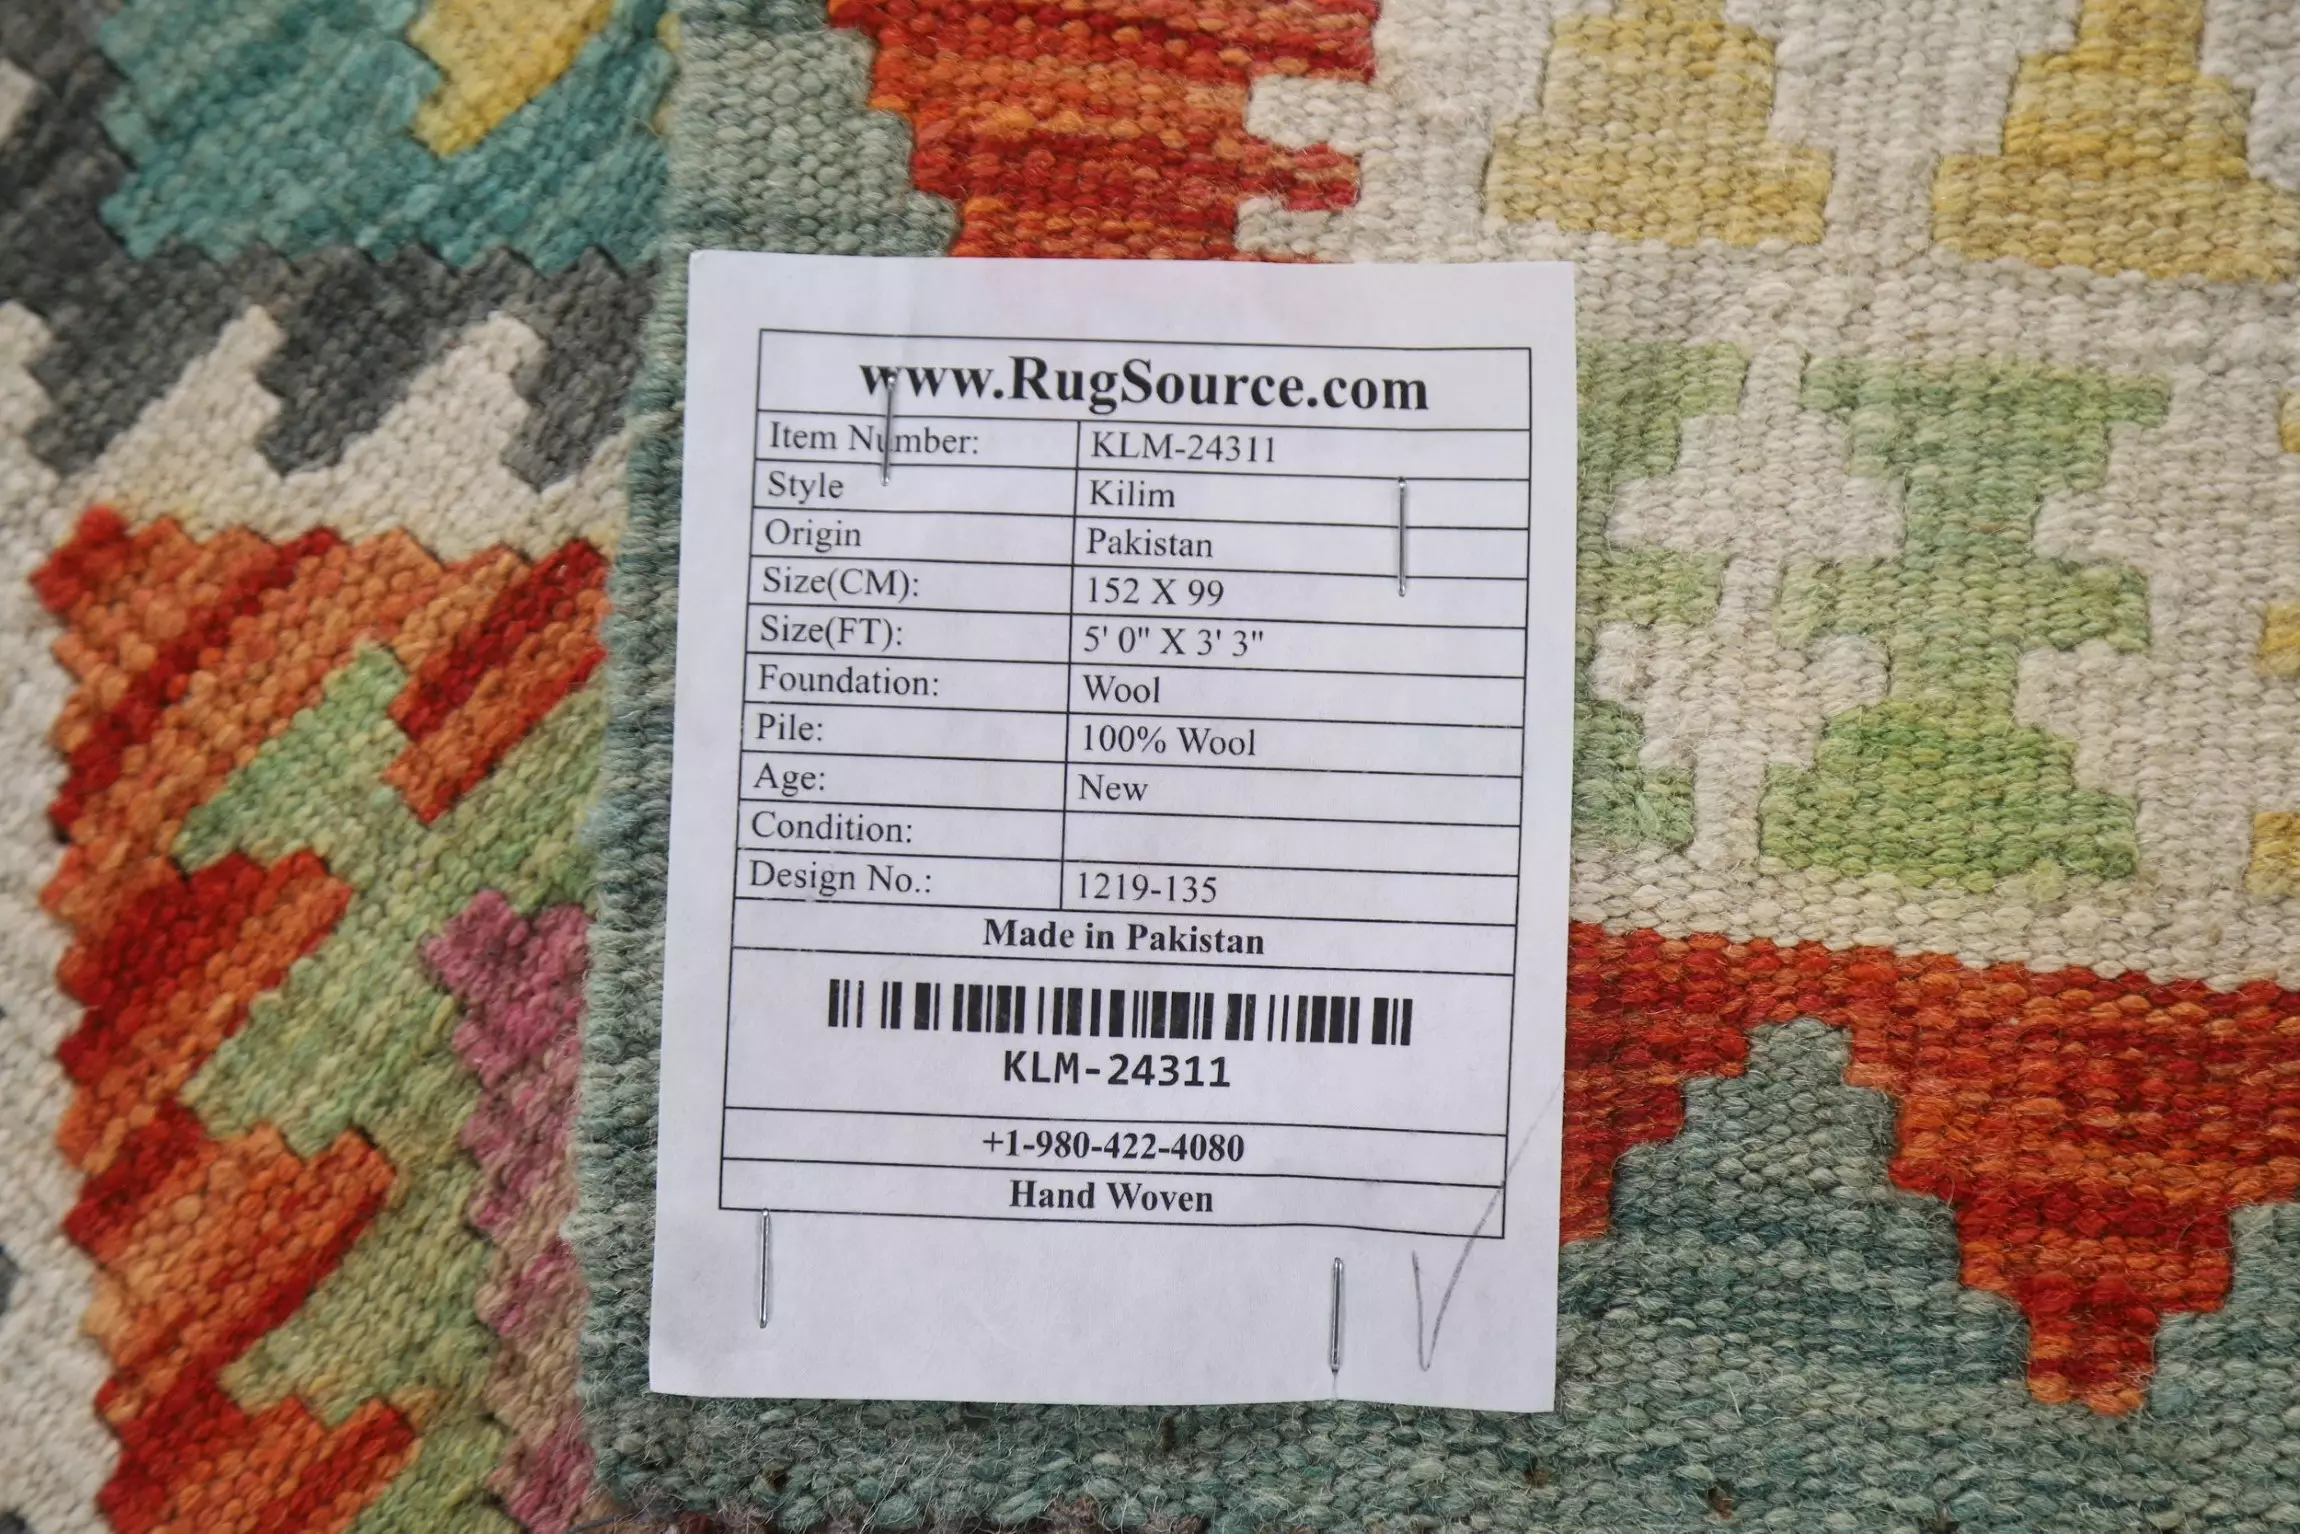 www.RugSource.com
Item Number: KLM-24311
Style Kilim
Origin Pakistan
Size(CM): 152 X 99
Size(FT): 5' 0" X 3' 3"
Foundation: Wool
Pile: 100% Wool
Age: New
Condition:
Design No.: 1219-135
Made in Pakistan
KLM-24311
+1-980-422-4080
Hand Woven